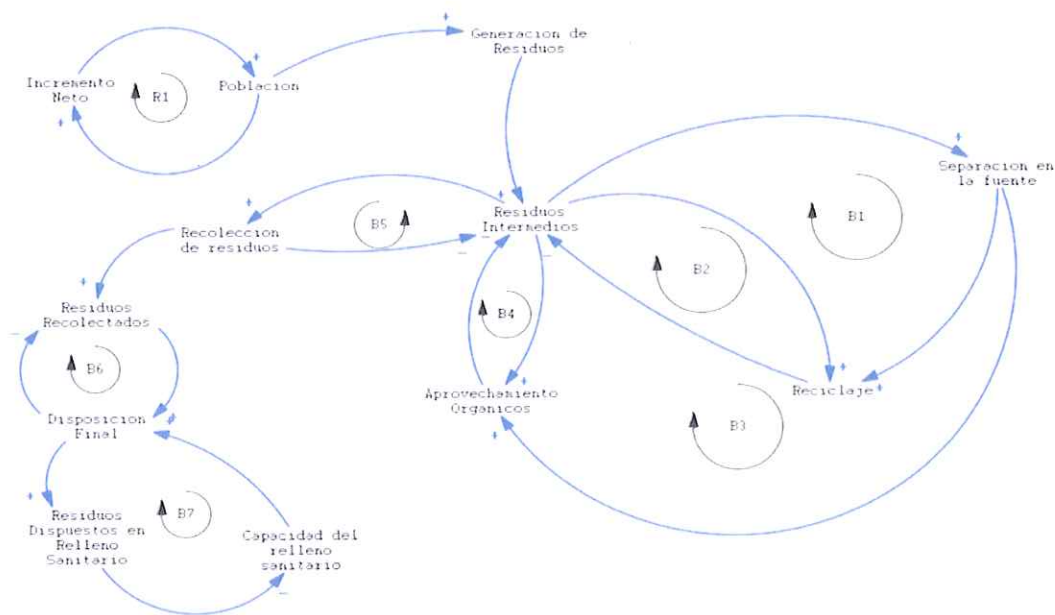 Generacion de
Residuos
Incremento
Neto
R1
Poblacion
Separacion en
la fuente
B1
Residuos
Intermedios
B5
Recoleccion
de residuos
B2
Residuos
Recolectados
B4
B6
Aprovechamiento
Organicos
Reciclaje
B3
Disposicion
Final
Residuos
Dispuestos en
Relleno
Sanitario
B7
Capacidad del
relleno
sanitario